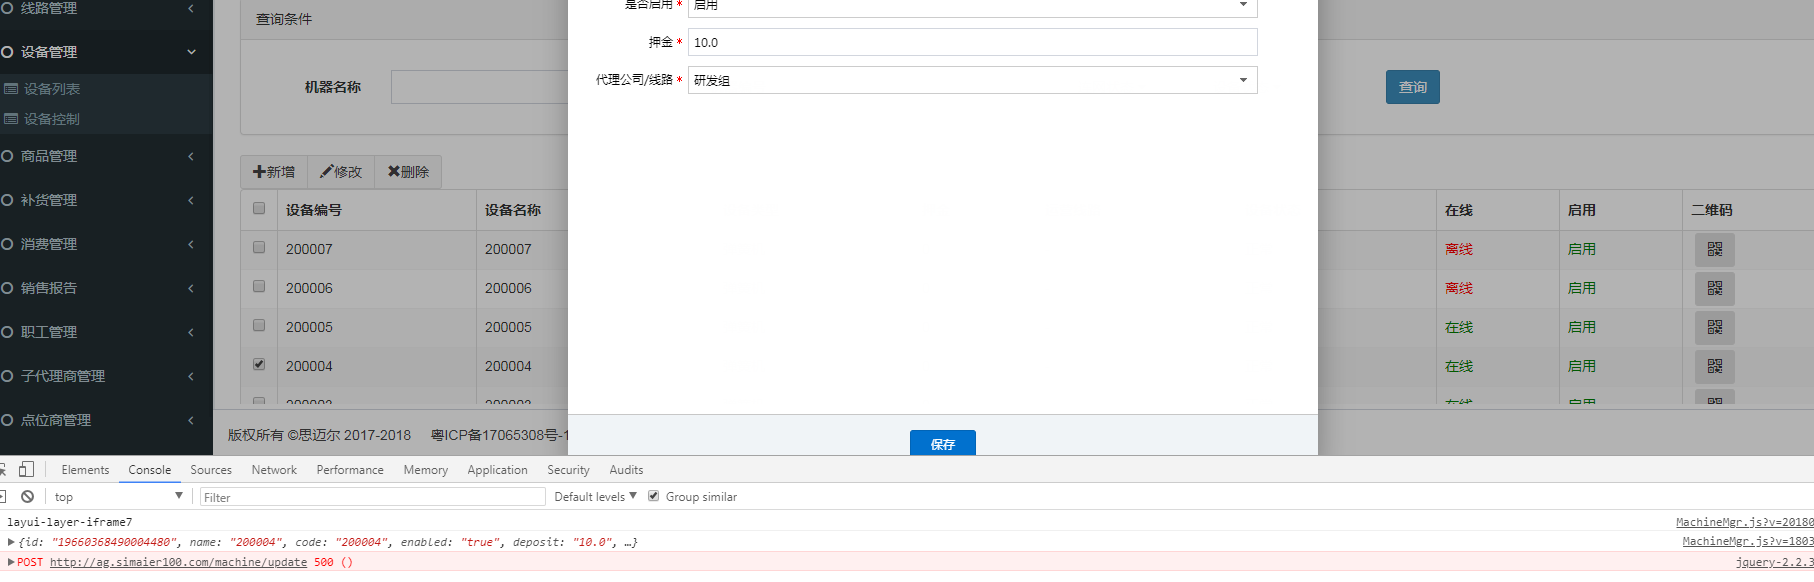 线路管理
设备管理
设备列表
设备控制
商品管理
补货管理
消费管理
销售报告
职工管理
子代理商管理
点位商管理
查询条件
机器名称
查询
新增 修改 删除
设备编号 设备名称 在线 启用 二维码
200007 200007 离线 启用
200006 200006 离线 启用
200005 200005 在线 启用
200004 200004 在线 启用
是否启用 * 启用
押金 * 10.0
代理公司/线路 * 研发组
保存
版权所有 ©思迈尔 2017-2018 粤ICP备17065308号-1
Elements Console Sources Network Performance Memory Application Security Audits
top Filter Default levels Group similar
layui-layer-iframe7 MachineMgr.js?v=20180
{id: "19660368490004480", name: "200004", code: "200004", enabled: "true", deposit: "10.0", …} MachineMgr.js?v=1803
POST http://ag.simaier100.com/machine/update 500 () jquery-2.2.3